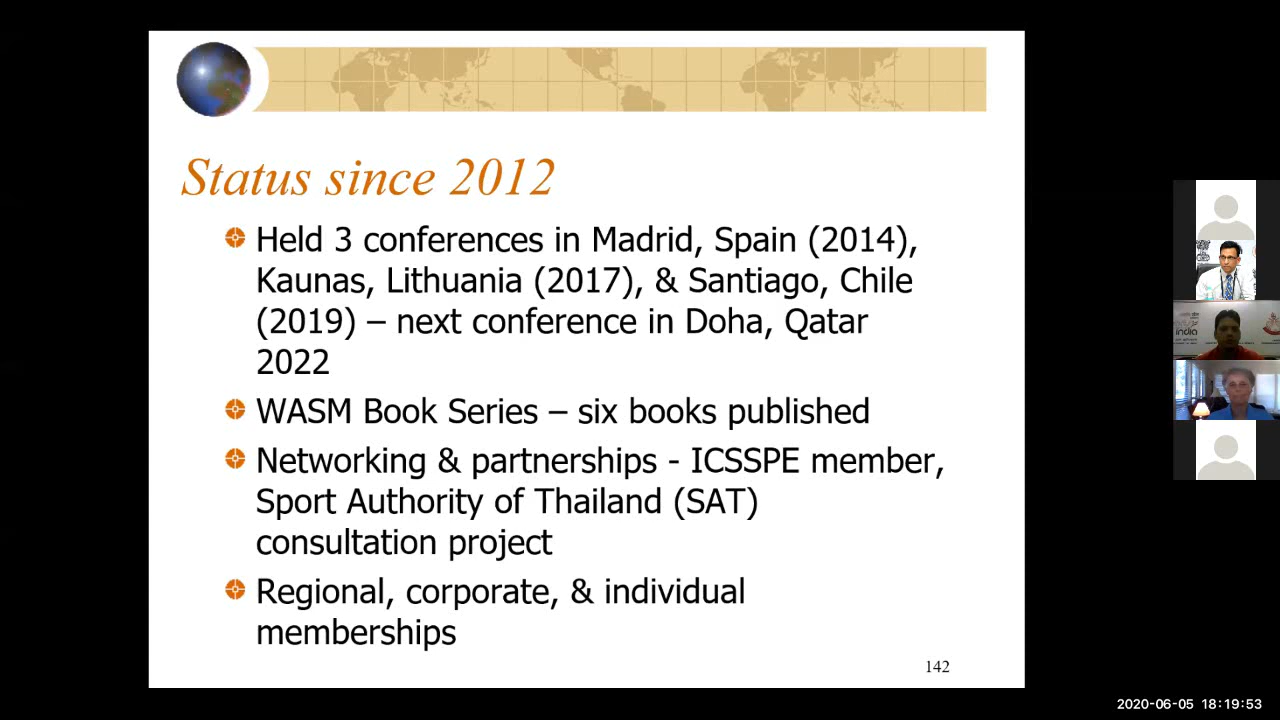 Status since 2012
Held 3 conferences in Madrid, Spain (2014),
Kaunas, Lithuania (2017), & Santiago, Chile
(2019) – next conference in Doha, Qatar
2022
WASM Book Series – six books published
Networking & partnerships - ICSSPE member,
Sport Authority of Thailand (SAT)
consultation project
Regional, corporate, & individual
memberships
142
india
2020-06-05 18:19:53